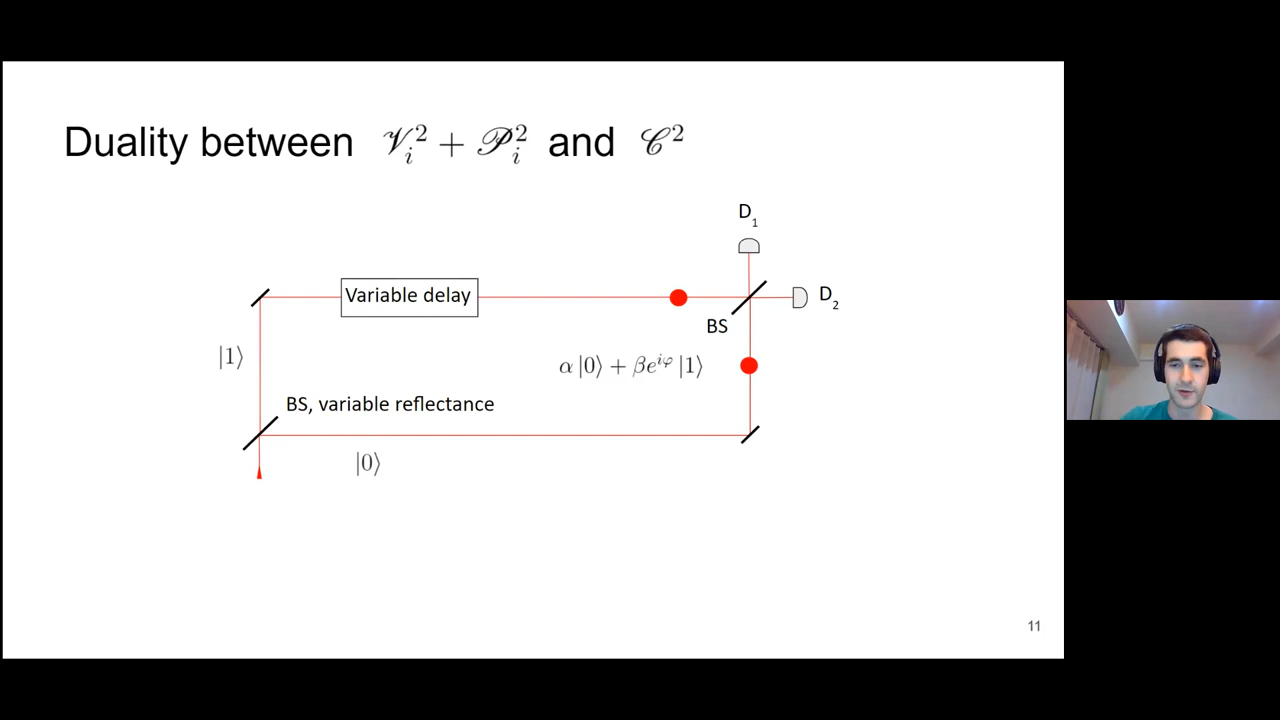 Duality between 𝒱ᵢ² + 𝒫ᵢ² and 𝒞²
D₁
Variable delay
D₂
BS
|1⟩
α|0⟩ + βe^{iφ}|1⟩
BS, variable reflectance
|0⟩
11